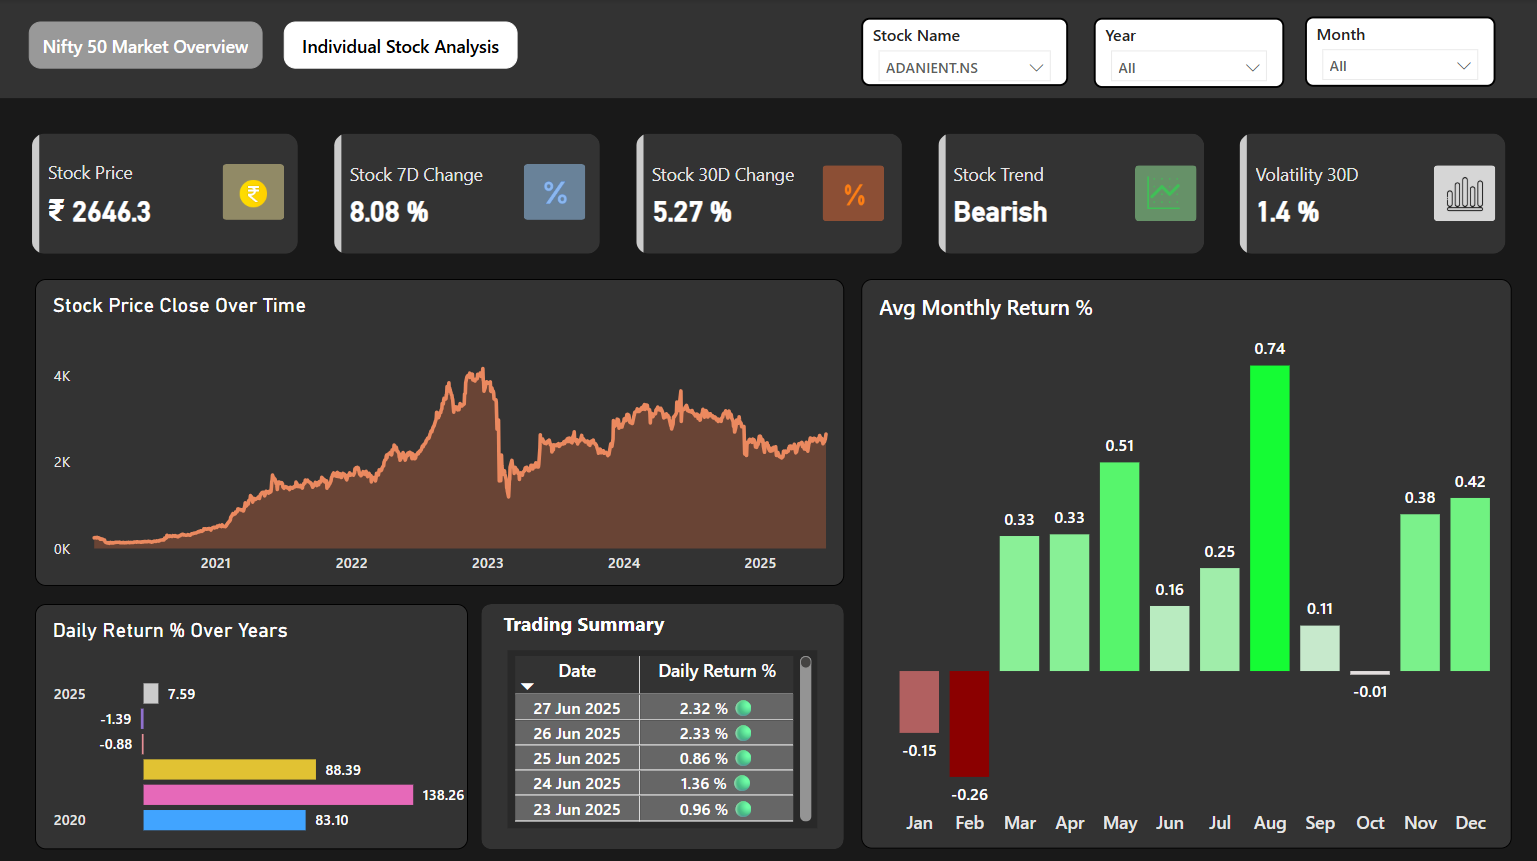 Nifty 50 Market Overview
Individual Stock Analysis
Stock Name
ADANIENT.NS
Year
All
Month
All
Stock Price
₹ 2646.3
₹
Stock 7D Change
8.08 %
%
Stock 30D Change
5.27 %
%
Stock Trend
Bearish
Volatility 30D
1.4 %
Stock Price Close Over Time
4K
2K
0K
2021 2022 2023 2024 2025
Daily Return % Over Years
2025 7.59
-1.39
-0.88
88.39
138.26
2020 83.10
Trading Summary
Date Daily Return %
27 Jun 2025 2.32 %
26 Jun 2025 2.33 %
25 Jun 2025 0.86 %
24 Jun 2025 1.36 %
23 Jun 2025 0.96 %
Avg Monthly Return %
-0.15 -0.26 0.33 0.33 0.51 0.16 0.25 0.74 0.11 -0.01 0.38 0.42
Jan Feb Mar Apr May Jun Jul Aug Sep Oct Nov Dec